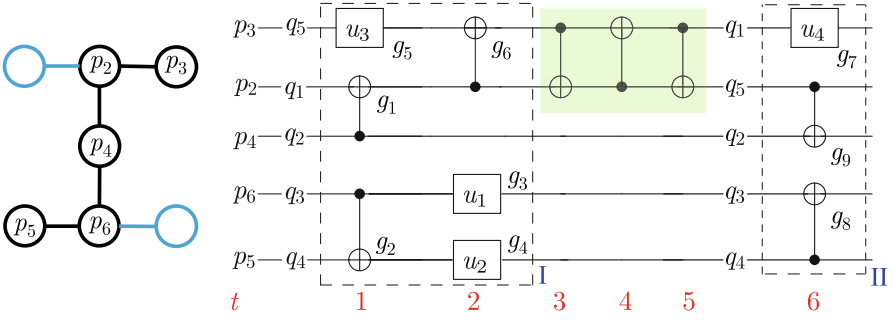 p₂ p₃
p₄
p₅ p₆
p₃ q₅ u₃ g₅ g₆ q₁ u₄ g₇
p₂ q₁ g₁ q₅
p₄ q₂ q₂ g₉
p₆ q₃ u₁ g₃ q₃ g₈
p₅ q₄ g₂ u₂ g₄ q₄
I II
t 1 2 3 4 5 6